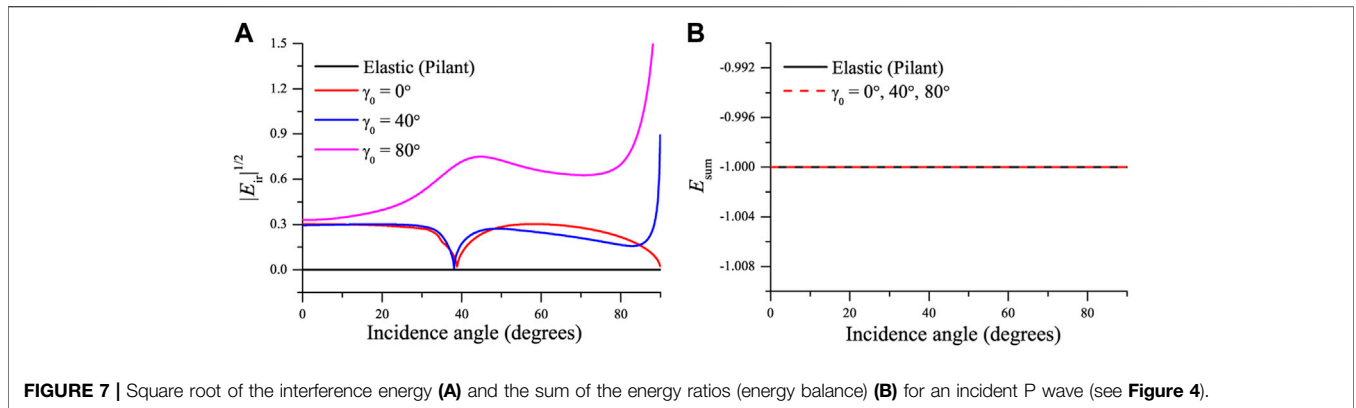 A
1.5
1.2
0.9
0.6
0.3
0.0
|E_ir|^1/2
Elastic (Pilant)
γ₀ = 0°
γ₀ = 40°
γ₀ = 80°
0 20 40 60 80
Incidence angle (degrees)
B
-0.992
-0.996
-1.000
-1.004
-1.008
E_sum
Elastic (Pilant)
γ₀ = 0°, 40°, 80°
0 20 40 60 80
Incidence angle (degrees)
FIGURE 7 | Square root of the interference energy (A) and the sum of the energy ratios (energy balance) (B) for an incident P wave (see Figure 4).